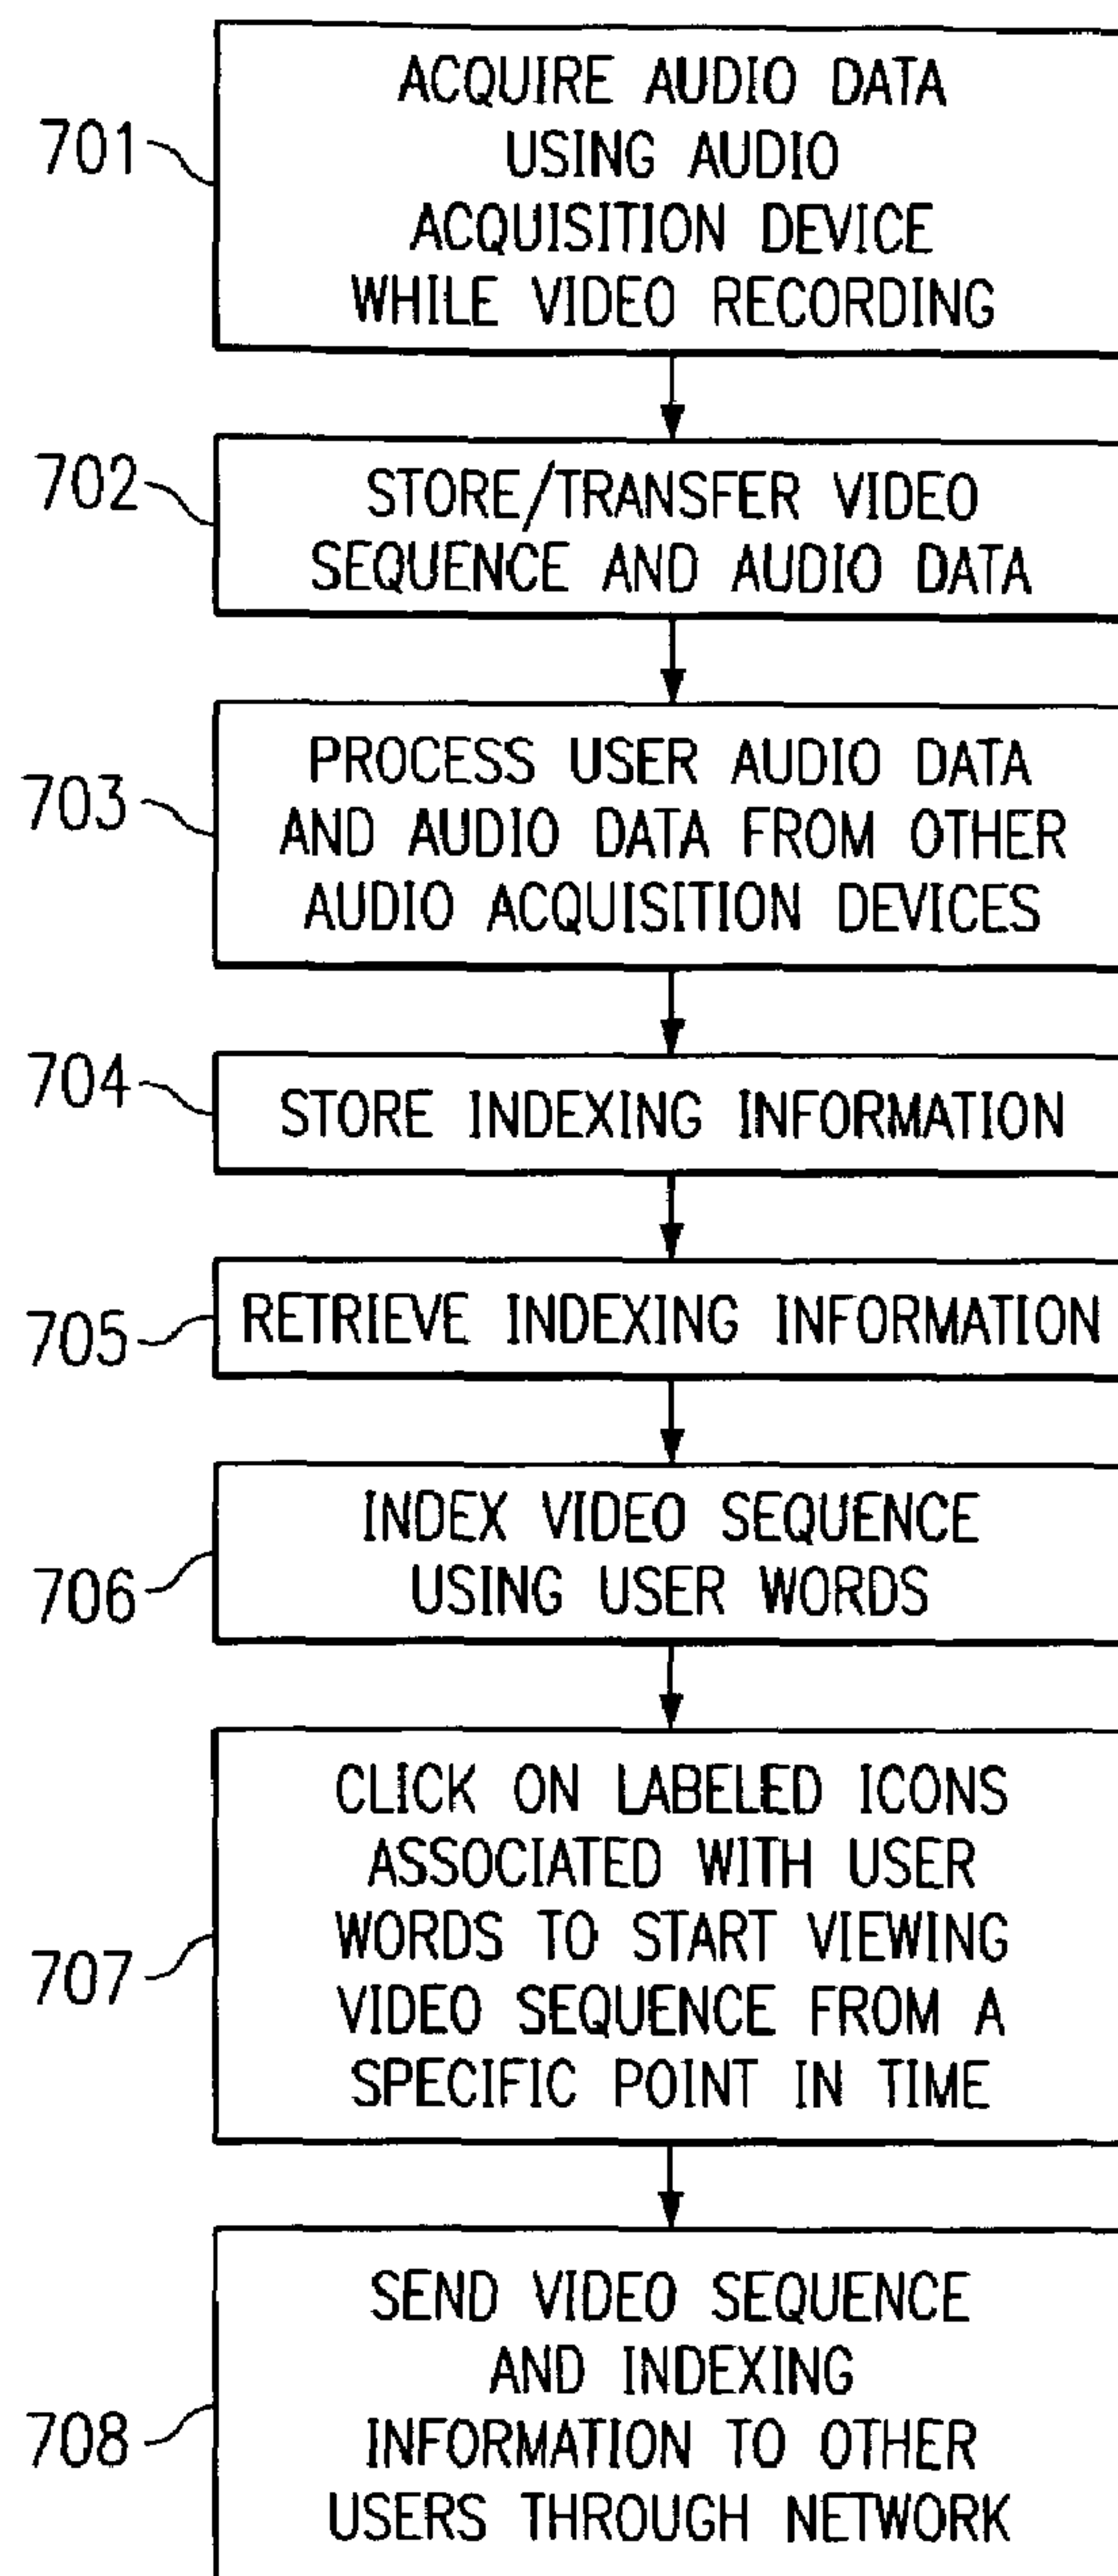 701
ACQUIRE AUDIO DATA
USING AUDIO
ACQUISITION DEVICE
WHILE VIDEO RECORDING
702
STORE/TRANSFER VIDEO
SEQUENCE AND AUDIO DATA
703
PROCESS USER AUDIO DATA
AND AUDIO DATA FROM OTHER
AUDIO ACQUISITION DEVICES
704
STORE INDEXING INFORMATION
705
RETRIEVE INDEXING INFORMATION
706
INDEX VIDEO SEQUENCE
USING USER WORDS
707
CLICK ON LABELED ICONS
ASSOCIATED WITH USER
WORDS TO START VIEWING
VIDEO SEQUENCE FROM A
SPECIFIC POINT IN TIME
708
SEND VIDEO SEQUENCE
AND INDEXING
INFORMATION TO OTHER
USERS THROUGH NETWORK